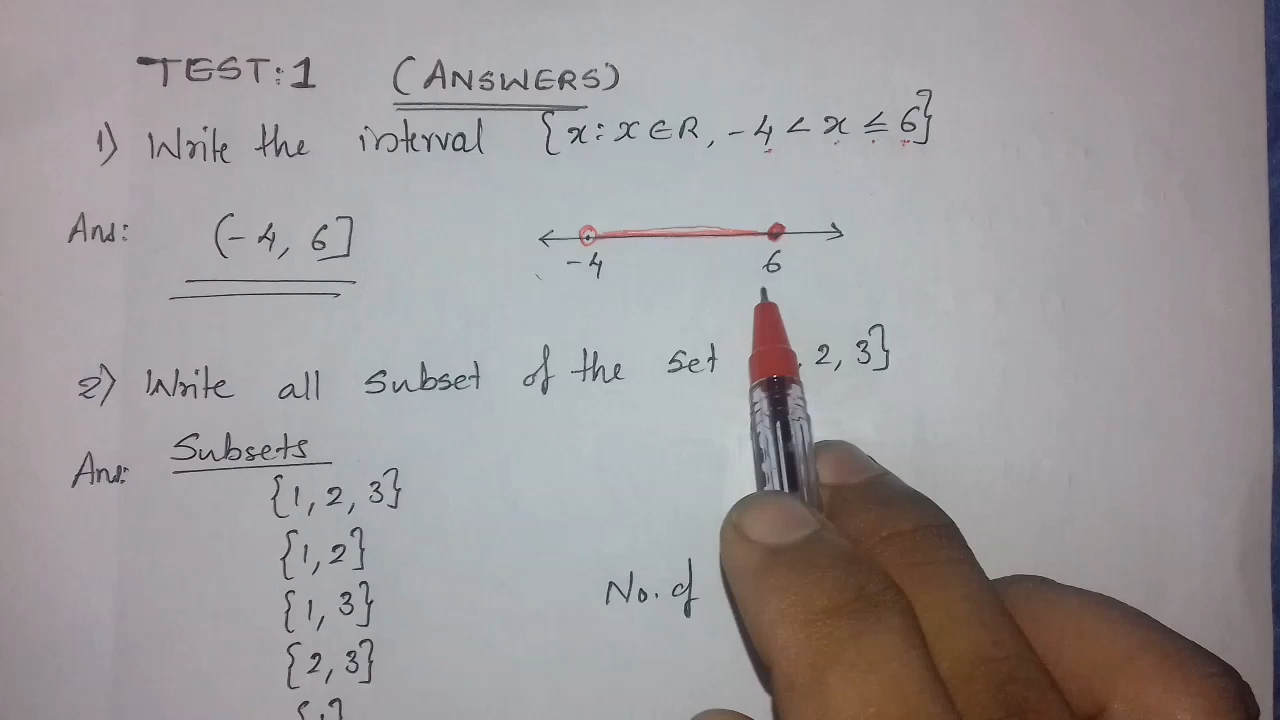 TEST:1 (ANSWERS)
1) Write the interval {x:x∈R, -4<x≤6}
Ans: (-4, 6]
-4 6
2) Write all subset of the set 2, 3}
Ans: Subsets
{1, 2, 3}
{1, 2}
{1, 3}
{2, 3}
No. of